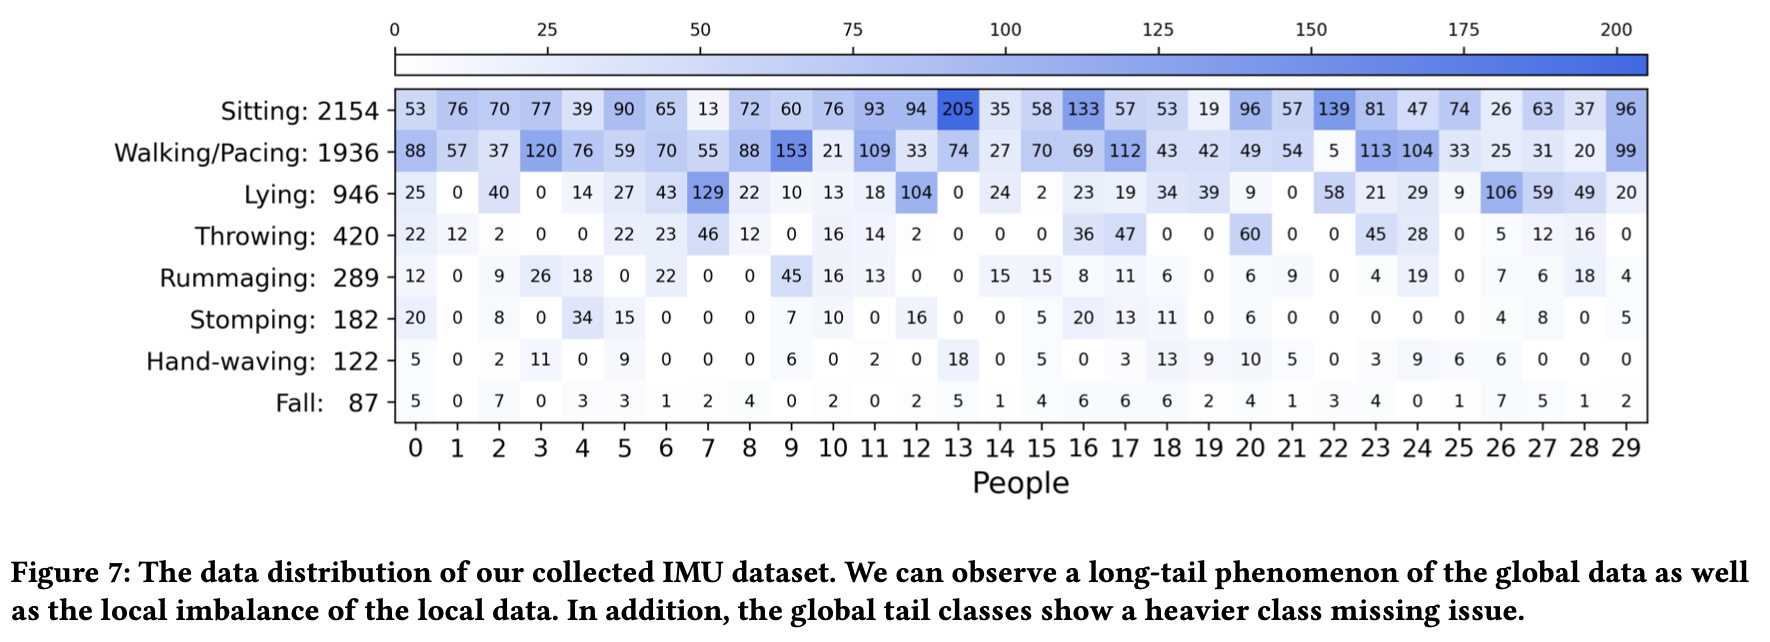 0 25 50 75 100 125 150 175 200
Sitting: 2154 53 76 70 77 39 90 65 13 72 60 76 93 94 205 35 58 133 57 53 19 96 57 139 81 47 74 26 63 37 96
Walking/Pacing: 1936 88 57 37 120 76 59 70 55 88 153 21 109 33 74 27 70 69 112 43 42 49 54 5 113 104 33 25 31 20 99
Lying: 946 25 0 40 0 14 27 43 129 22 10 13 18 104 0 24 2 23 19 34 39 9 0 58 21 29 9 106 59 49 20
Throwing: 420 22 12 2 0 0 22 23 46 12 0 16 14 2 0 0 0 36 47 0 0 60 0 0 45 28 0 5 12 16 0
Rummaging: 289 12 0 9 26 18 0 22 0 0 45 16 13 0 0 15 15 8 11 6 0 6 9 0 4 19 0 7 6 18 4
Stomping: 182 20 0 8 0 34 15 0 0 0 7 10 0 16 0 0 5 20 13 11 0 6 0 0 0 0 0 4 8 0 5
Hand-waving: 122 5 0 2 11 0 9 0 0 0 6 0 2 0 18 0 5 0 3 13 9 10 5 0 3 9 6 6 0 0 0
Fall: 87 5 0 7 0 3 3 1 2 4 0 2 0 2 5 1 4 6 6 6 2 4 1 3 4 0 1 7 5 1 2
0 1 2 3 4 5 6 7 8 9 10 11 12 13 14 15 16 17 18 19 20 21 22 23 24 25 26 27 28 29
People
Figure 7: The data distribution of our collected IMU dataset. We can observe a long-tail phenomenon of the global data as well
as the local imbalance of the local data. In addition, the global tail classes show a heavier class missing issue.